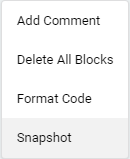 Add Comment
Delete All Blocks
Format Code
Snapshot